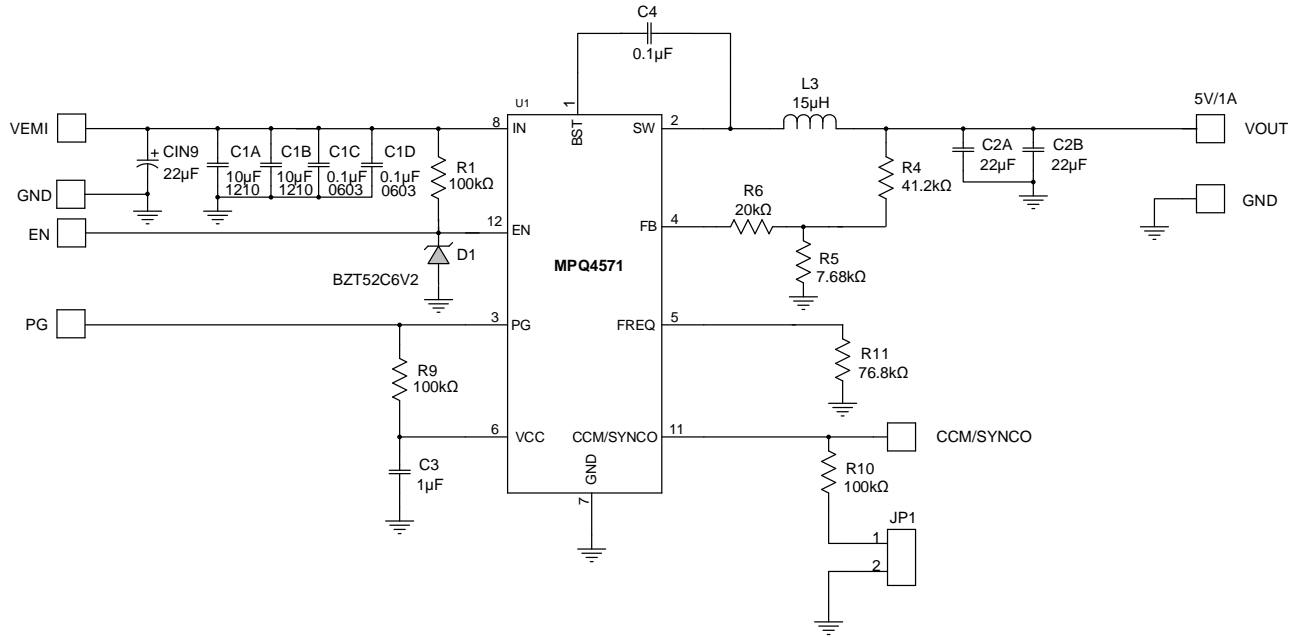 C4
0.1µF
L3
15µH
5V/1A
U1
1
VEMI
8
IN
BST
SW
2
VOUT
+
CIN9
22µF
C1A
10µF
1210
C1B
10µF
1210
C1C
0.1µF
0603
C1D
0.1µF
0603
R1
100kΩ
R4
41.2kΩ
C2A
22µF
C2B
22µF
GND
GND
R6
20kΩ
EN
12
EN
FB
4
D1
BZT52C6V2
MPQ4571
R5
7.68kΩ
PG
3
PG
FREQ
5
R11
76.8kΩ
R9
100kΩ
6
VCC
CCM/SYNCO
11
CCM/SYNCO
C3
1µF
GND
7
R10
100kΩ
JP1
1
2